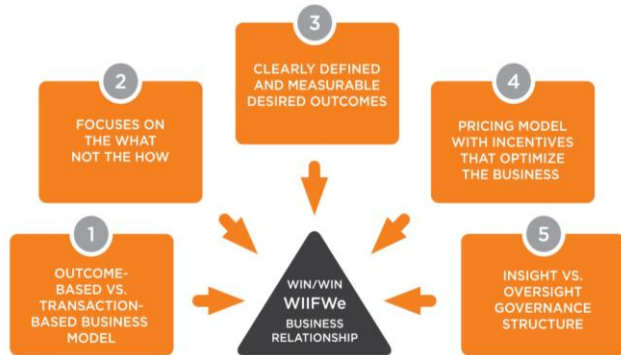 1
OUTCOME-
BASED VS.
TRANSACTION-
BASED BUSINESS
MODEL
2
FOCUSES ON
THE WHAT
NOT THE HOW
3
CLEARLY DEFINED
AND MEASURABLE
DESIRED OUTCOMES
4
PRICING MODEL
WITH INCENTIVES
THAT OPTIMIZE
THE BUSINESS
5
INSIGHT VS.
OVERSIGHT
GOVERNANCE
STRUCTURE
WIN/WIN
WIIFWe
BUSINESS
RELATIONSHIP